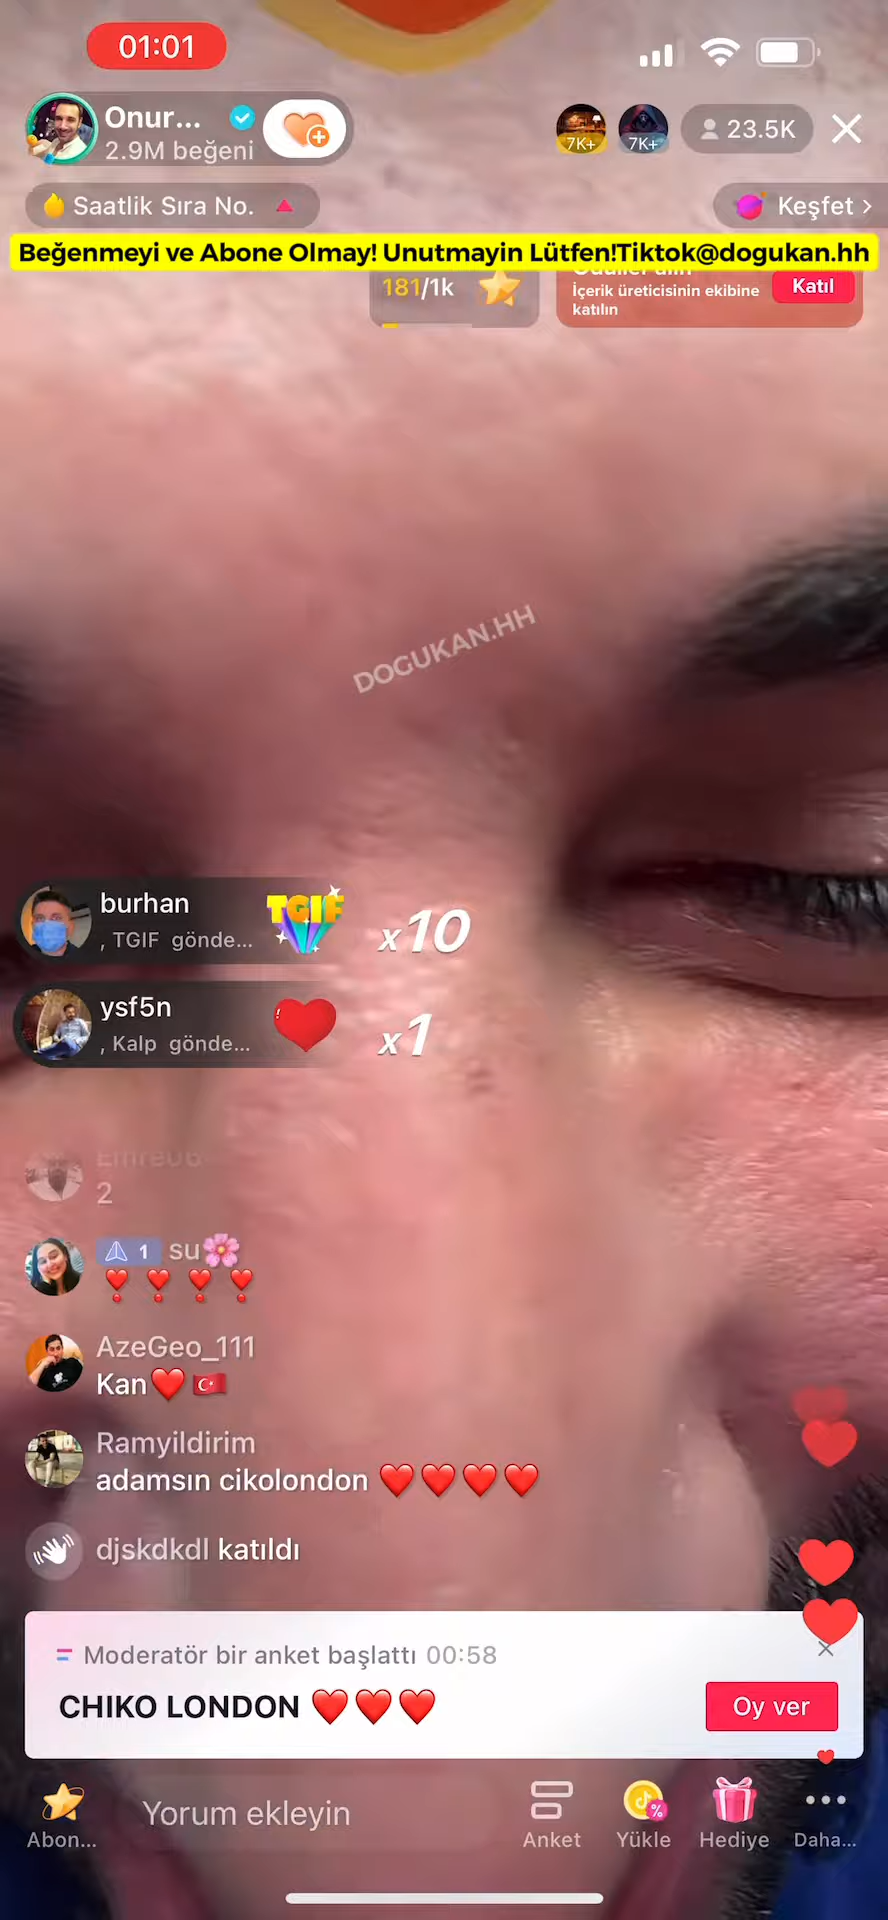 01:01
Onur...
2.9M beğeni
7K+
7K+
23.5K
Saatlik Sıra No.
Keşfet >
Beğenmeyi ve Abone Olmay! Unutmayin Lütfen!Tiktok@dogukan.hh
181/1k
Ödüller alın
İçerik üreticisinin ekibine
katılın
Katıl
DOGUKAN.HH
burhan
, TGIF gönde...
TGIF
x10
ysf5n
, Kalp gönde...
x1
2
1 su🌸
❣❣❣❣
AzeGeo_111
Kan❤️🇹🇷
Ramyildirim
adamsın cikolondon ❤️❤️❤️❤️
djskdkdl katıldı
Moderatör bir anket başlattı 00:58
CHIKO LONDON ❤️❤️❤️
Oy ver
Yorum ekleyin
Abon...
Anket
Yükle
Hediye
Daha...